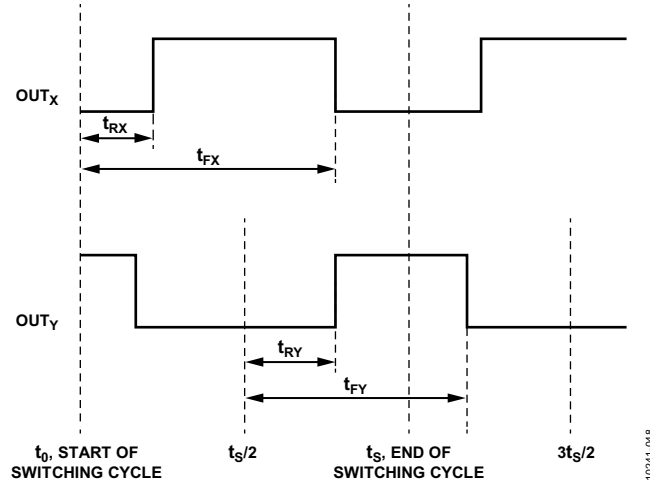 OUTX
tRX
tFX
OUTY
tRY
tFY
t0, START OF
SWITCHING CYCLE
tS/2
tS, END OF
SWITCHING CYCLE
3tS/2
10241-048